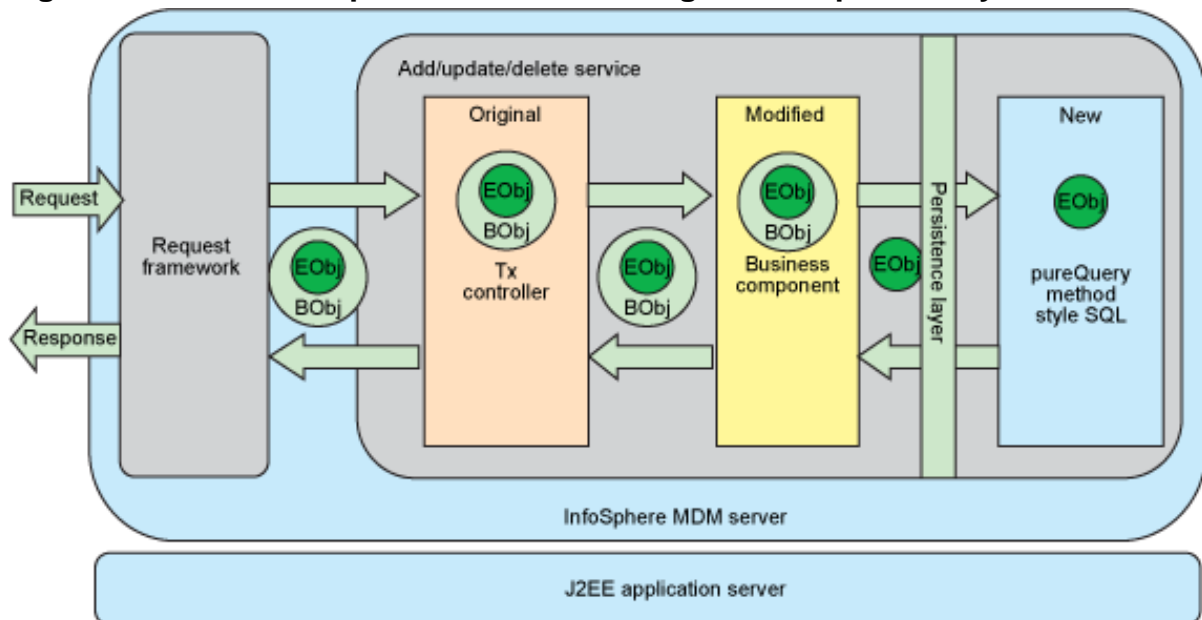 Add/update/delete service
Original
Modified
New
EObj
BObj
EObj
BObj
EObj
Request
Request
framework
EObj
BObj
Tx
controller
EObj
BObj
Business
component
EObj
Persistence layer
pureQuery
method
style SQL
Response
InfoSphere MDM server
J2EE application server